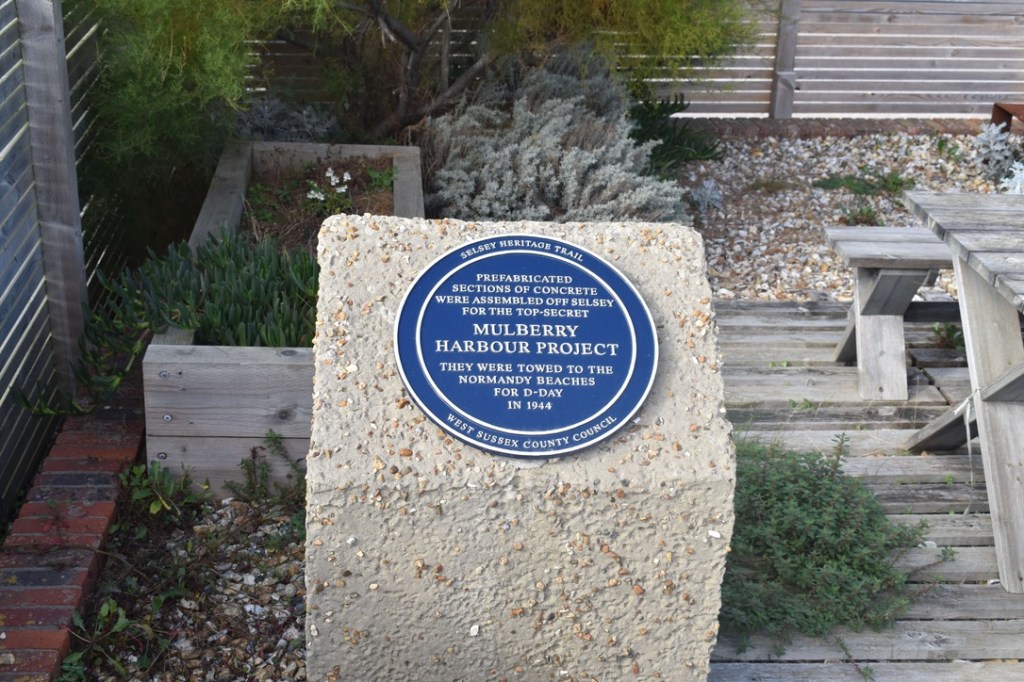 SELSEY HERITAGE TRAIL
PREFABRICATED
SECTIONS OF CONCRETE
WERE ASSEMBLED OFF SELSEY
FOR THE TOP-SECRET
MULBERRY
HARBOUR PROJECT
THEY WERE TOWED TO THE
NORMANDY BEACHES
FOR D-DAY
IN 1944
WEST SUSSEX COUNTY COUNCIL